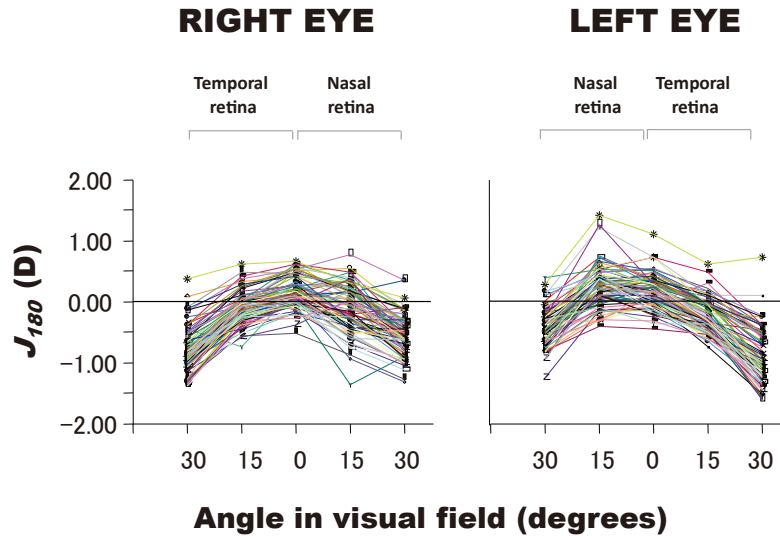 RIGHT EYE
LEFT EYE
Temporal
retina
Nasal
retina
Nasal
retina
Temporal
retina
2.00
1.00
0.00
−1.00
−2.00
J180 (D)
30 15 0 15 30
30 15 0 15 30
Angle in visual field (degrees)